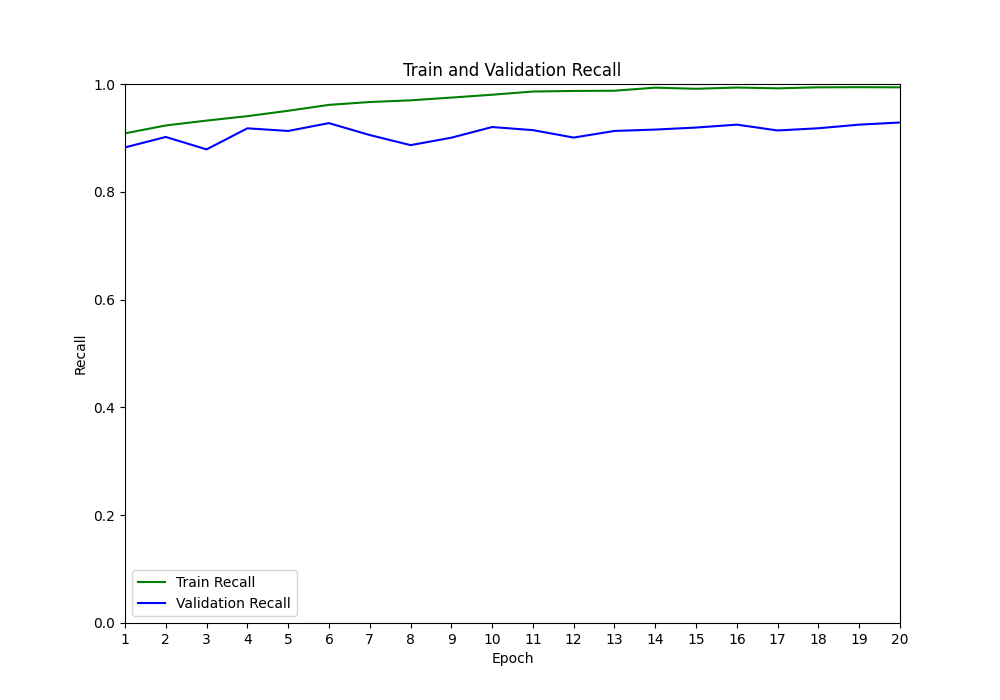 Train and Validation Recall
1.0
0.8
0.6
0.4
0.2
0.0
Recall
Train Recall
Validation Recall
1 2 3 4 5 6 7 8 9 10 11 12 13 14 15 16 17 18 19 20
Epoch